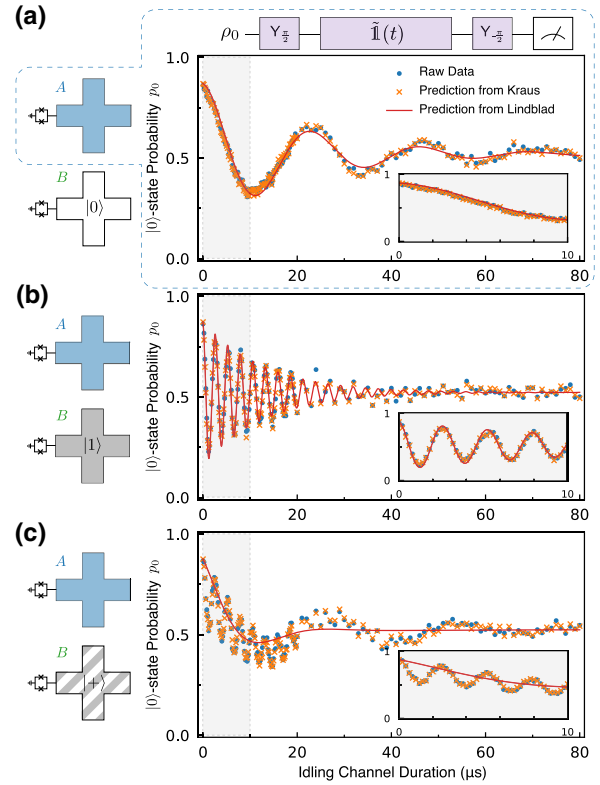 (a)
ρ₀ Y π/2 𝟙̃(t) Y -π/2
A
B
|0⟩
|0⟩-state Probability p₀
1.0
0.5
0.0
Raw Data
Prediction from Kraus
Prediction from Lindblad
1
0
0 10
0 20 40 60 80
(b)
A
B
|1⟩
|0⟩-state Probability p₀
1.0
0.5
0.0
1
0
0 10
0 20 40 60 80
(c)
A
B
|+⟩
|0⟩-state Probability p₀
1.0
0.5
0.0
1
0
0 10
0 20 40 60 80
Idling Channel Duration (μs)